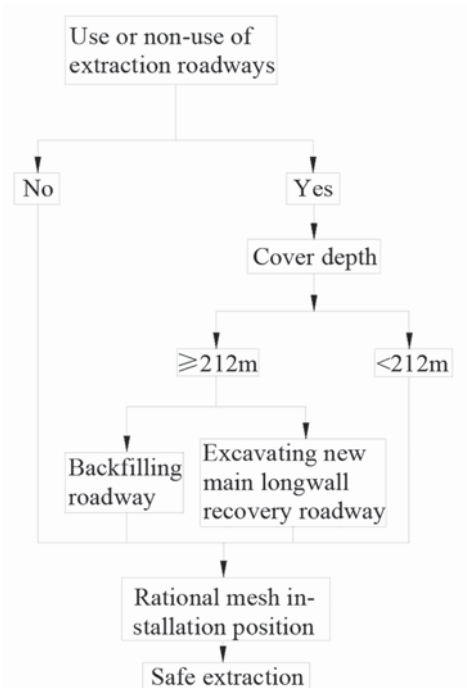 Use or non-use of
extraction roadways
No
Yes
Cover depth
≥212m
<212m
Backfilling
roadway
Excavating new
main longwall
recovery roadway
Rational mesh in-
stallation position
Safe extraction